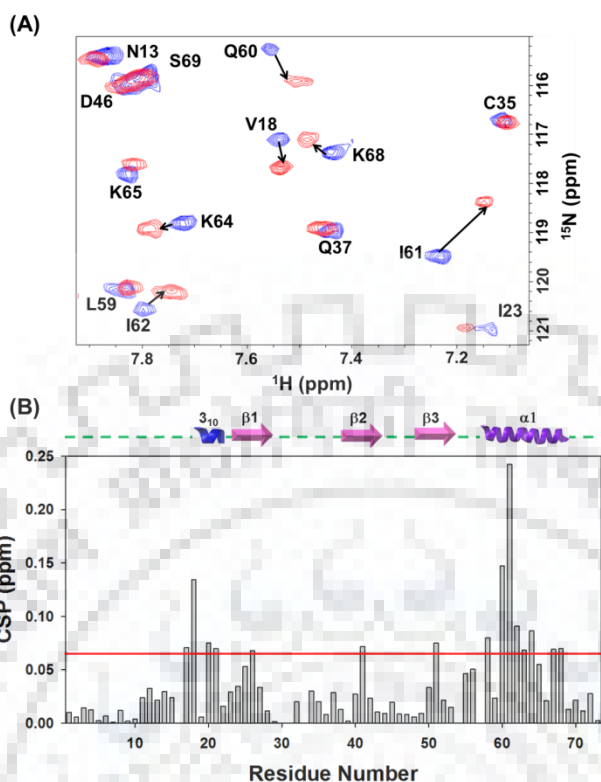 (A)
N13
S69
D46
Q60
V18
K68
C35
K65
K64
Q37
I61
L59
I62
I23
116
117
118
119
120
121
¹⁵N (ppm)
7.8 7.6 7.4 7.2
¹H (ppm)
(B)
3₁₀ β1 β2 β3 α1
0.25
0.20
0.15
0.10
0.05
0.00
CSP (ppm)
10 20 30 40 50 60 70
Residue Number